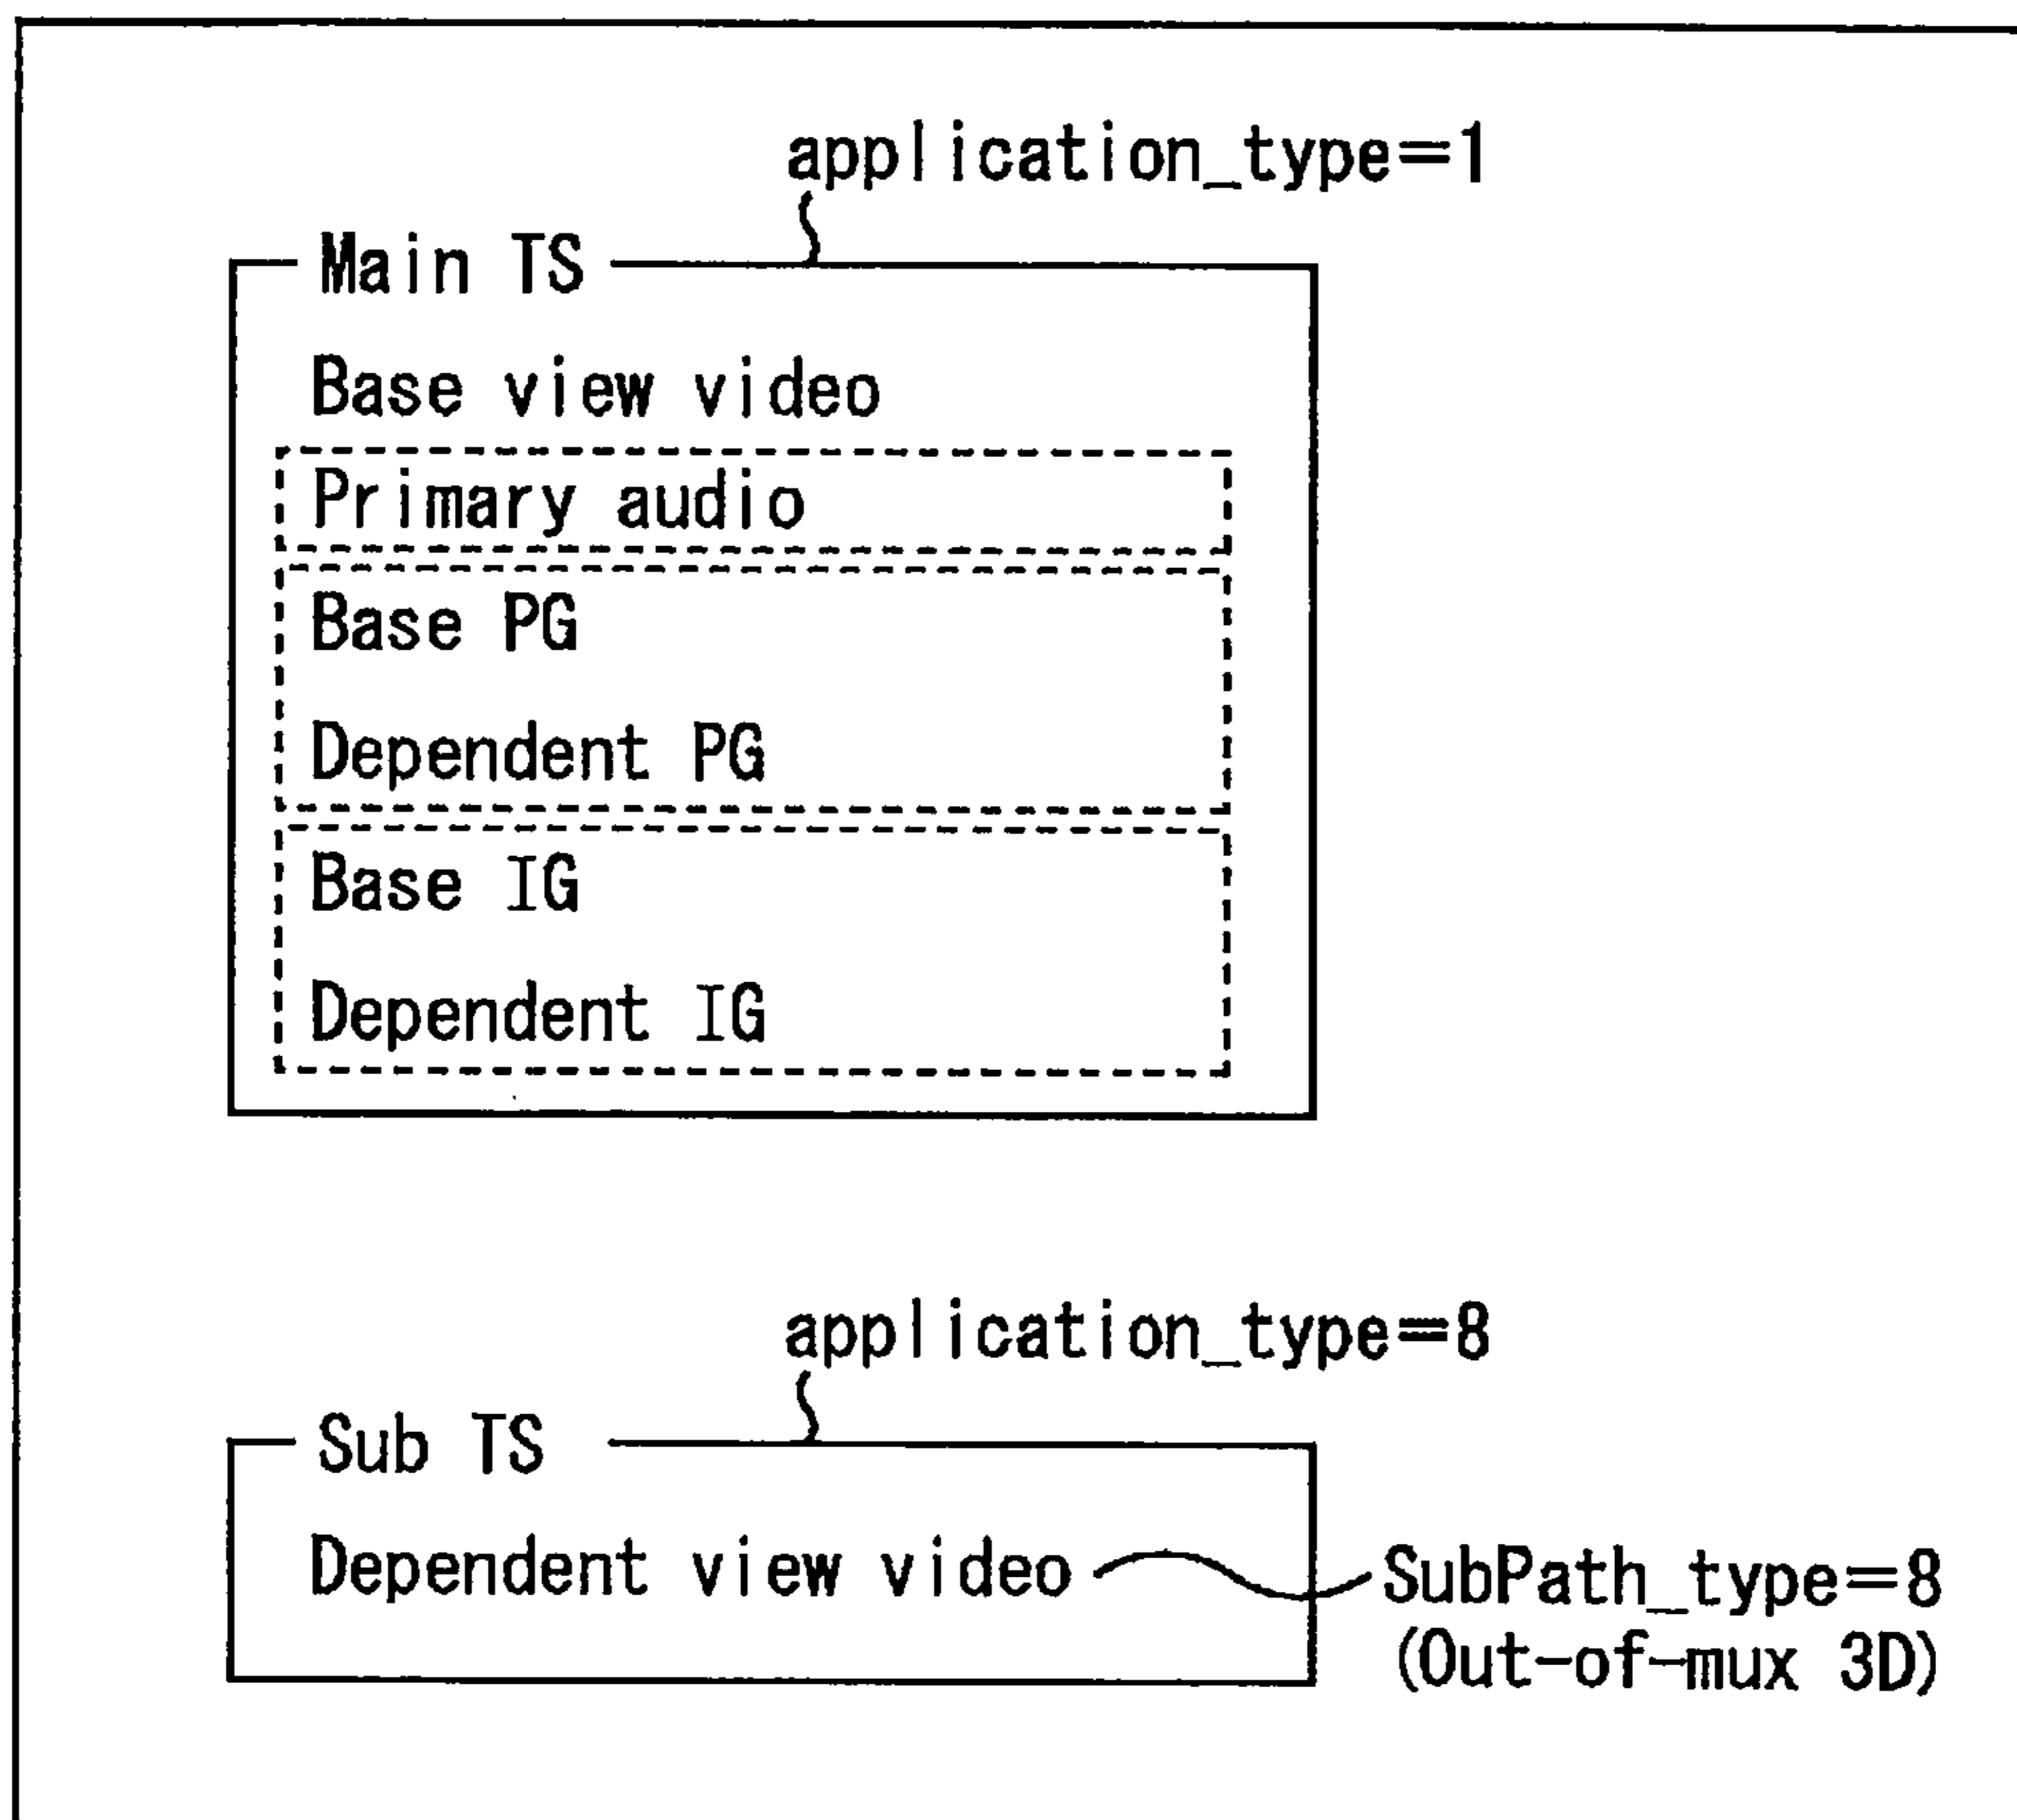 application_type=1
Main TS
Base view video
Primary audio
Base PG
Dependent PG
Base IG
Dependent IG
application_type=8
Sub TS
Dependent view video
SubPath_type=8
(Out-of-mux 3D)